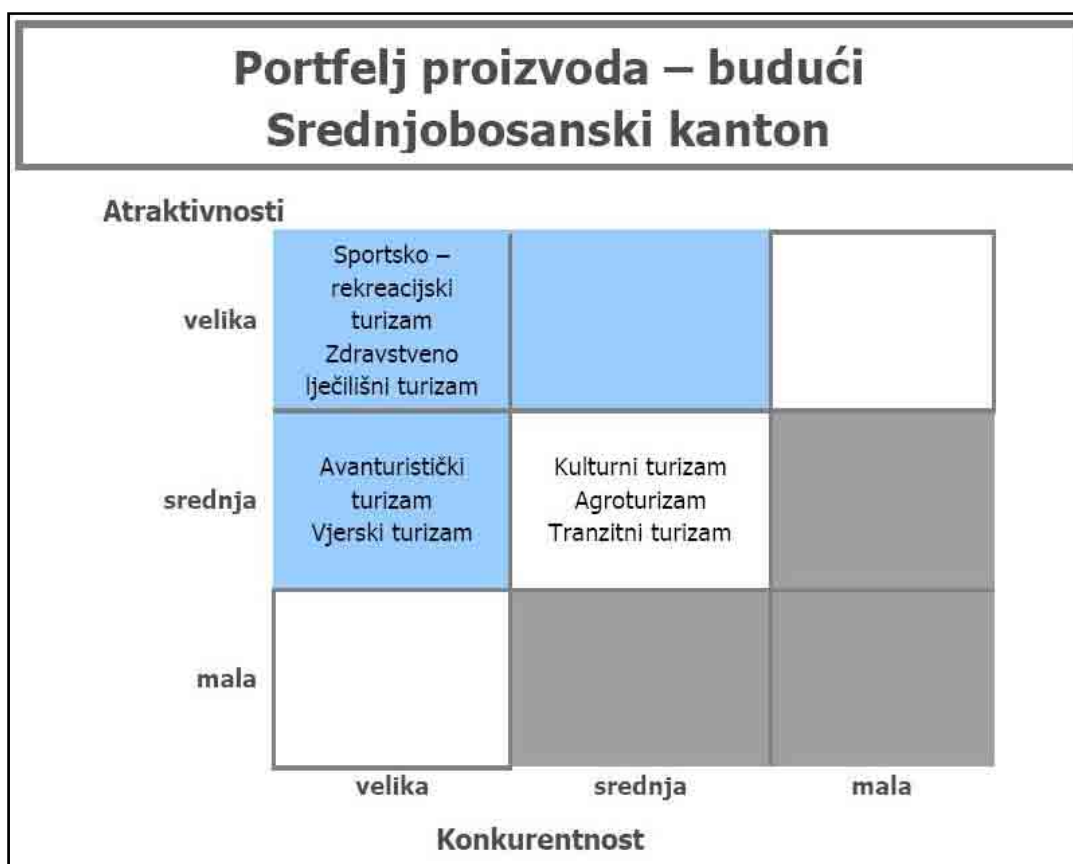 Portfelj proizvoda – budući
Srednjobosanski kanton
Atraktivnosti
velika
Sportsko –
rekreacijski
turizam
Zdravstveno
lječilišni turizam
srednja
Avanturistički
turizam
Vjerski turizam
Kulturni turizam
Agroturizam
Tranzitni turizam
mala
velika
srednja
mala
Konkurentnost